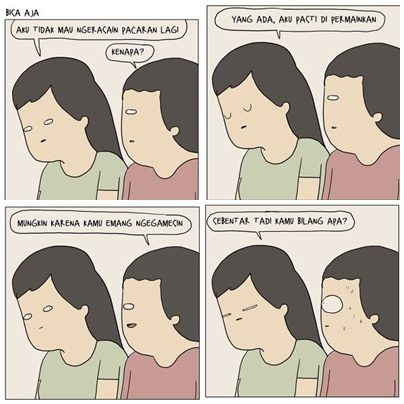 BICA AJA
AKU TIDAK MAU NGERACAIN PACARAN LAGI
KENAPA?
YANG ADA, AKU PACTI DI PERMAINKAN
MUNGKIN KARENA KAMU EMANG NGEGAMECIN
CEBENTAR TADI KAMU BILANG APA?